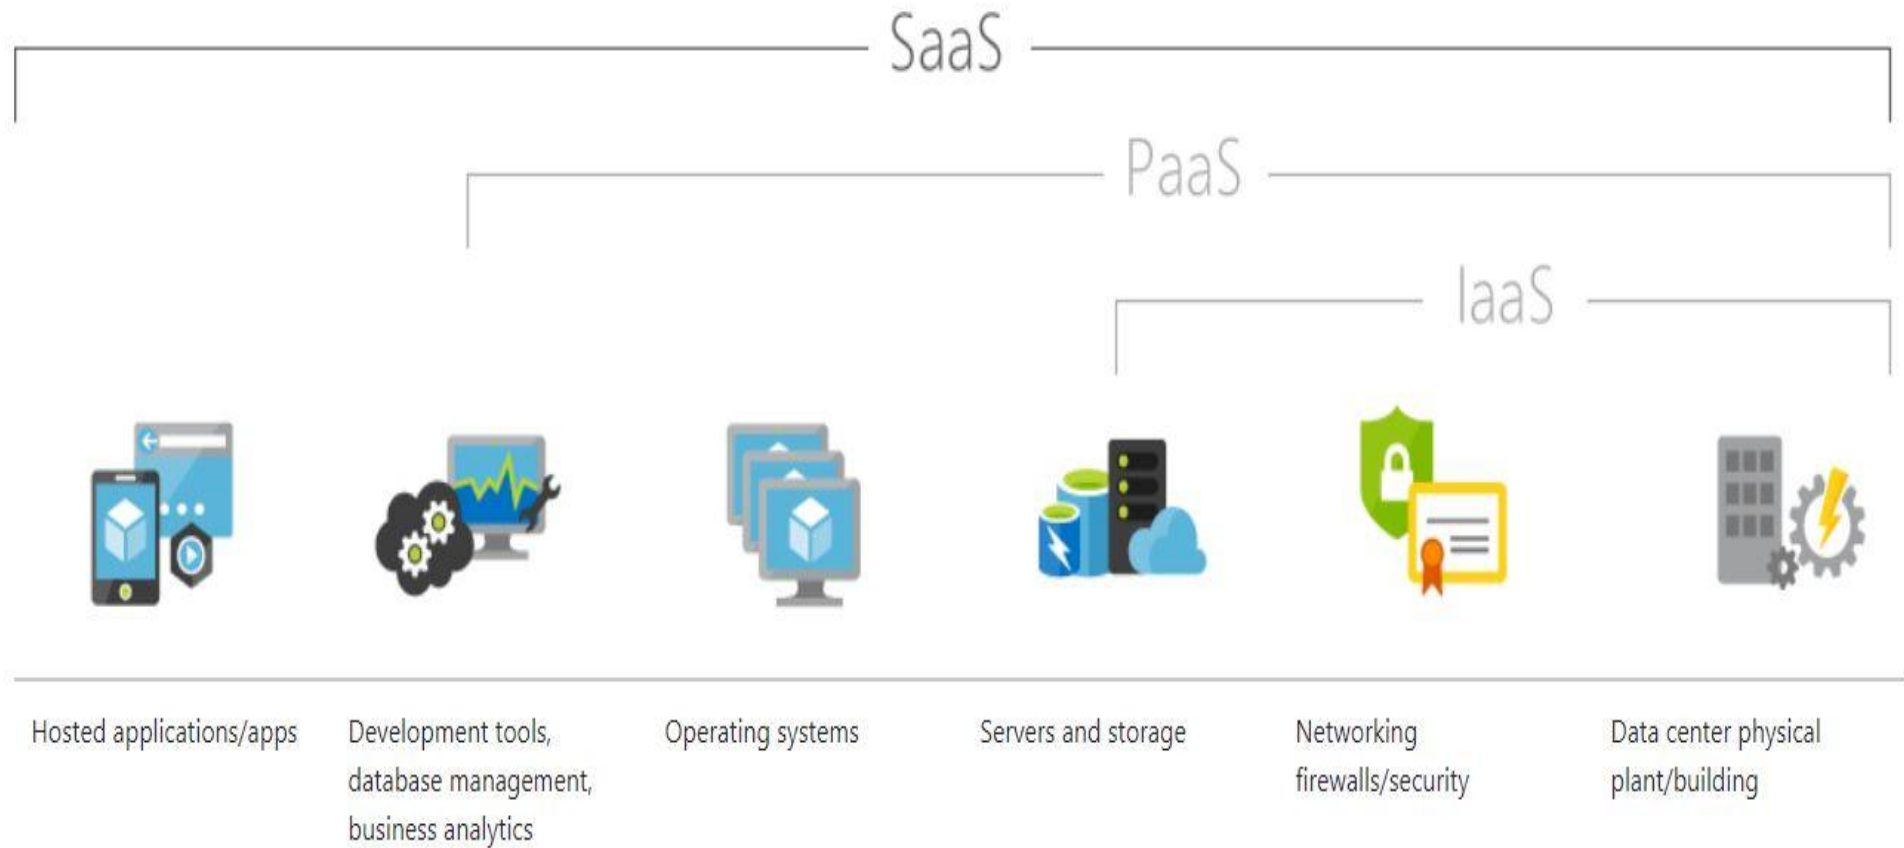 SaaS
PaaS
IaaS
Hosted applications/apps
Development tools,
database management,
business analytics
Operating systems
Servers and storage
Networking
firewalls/security
Data center physical
plant/building